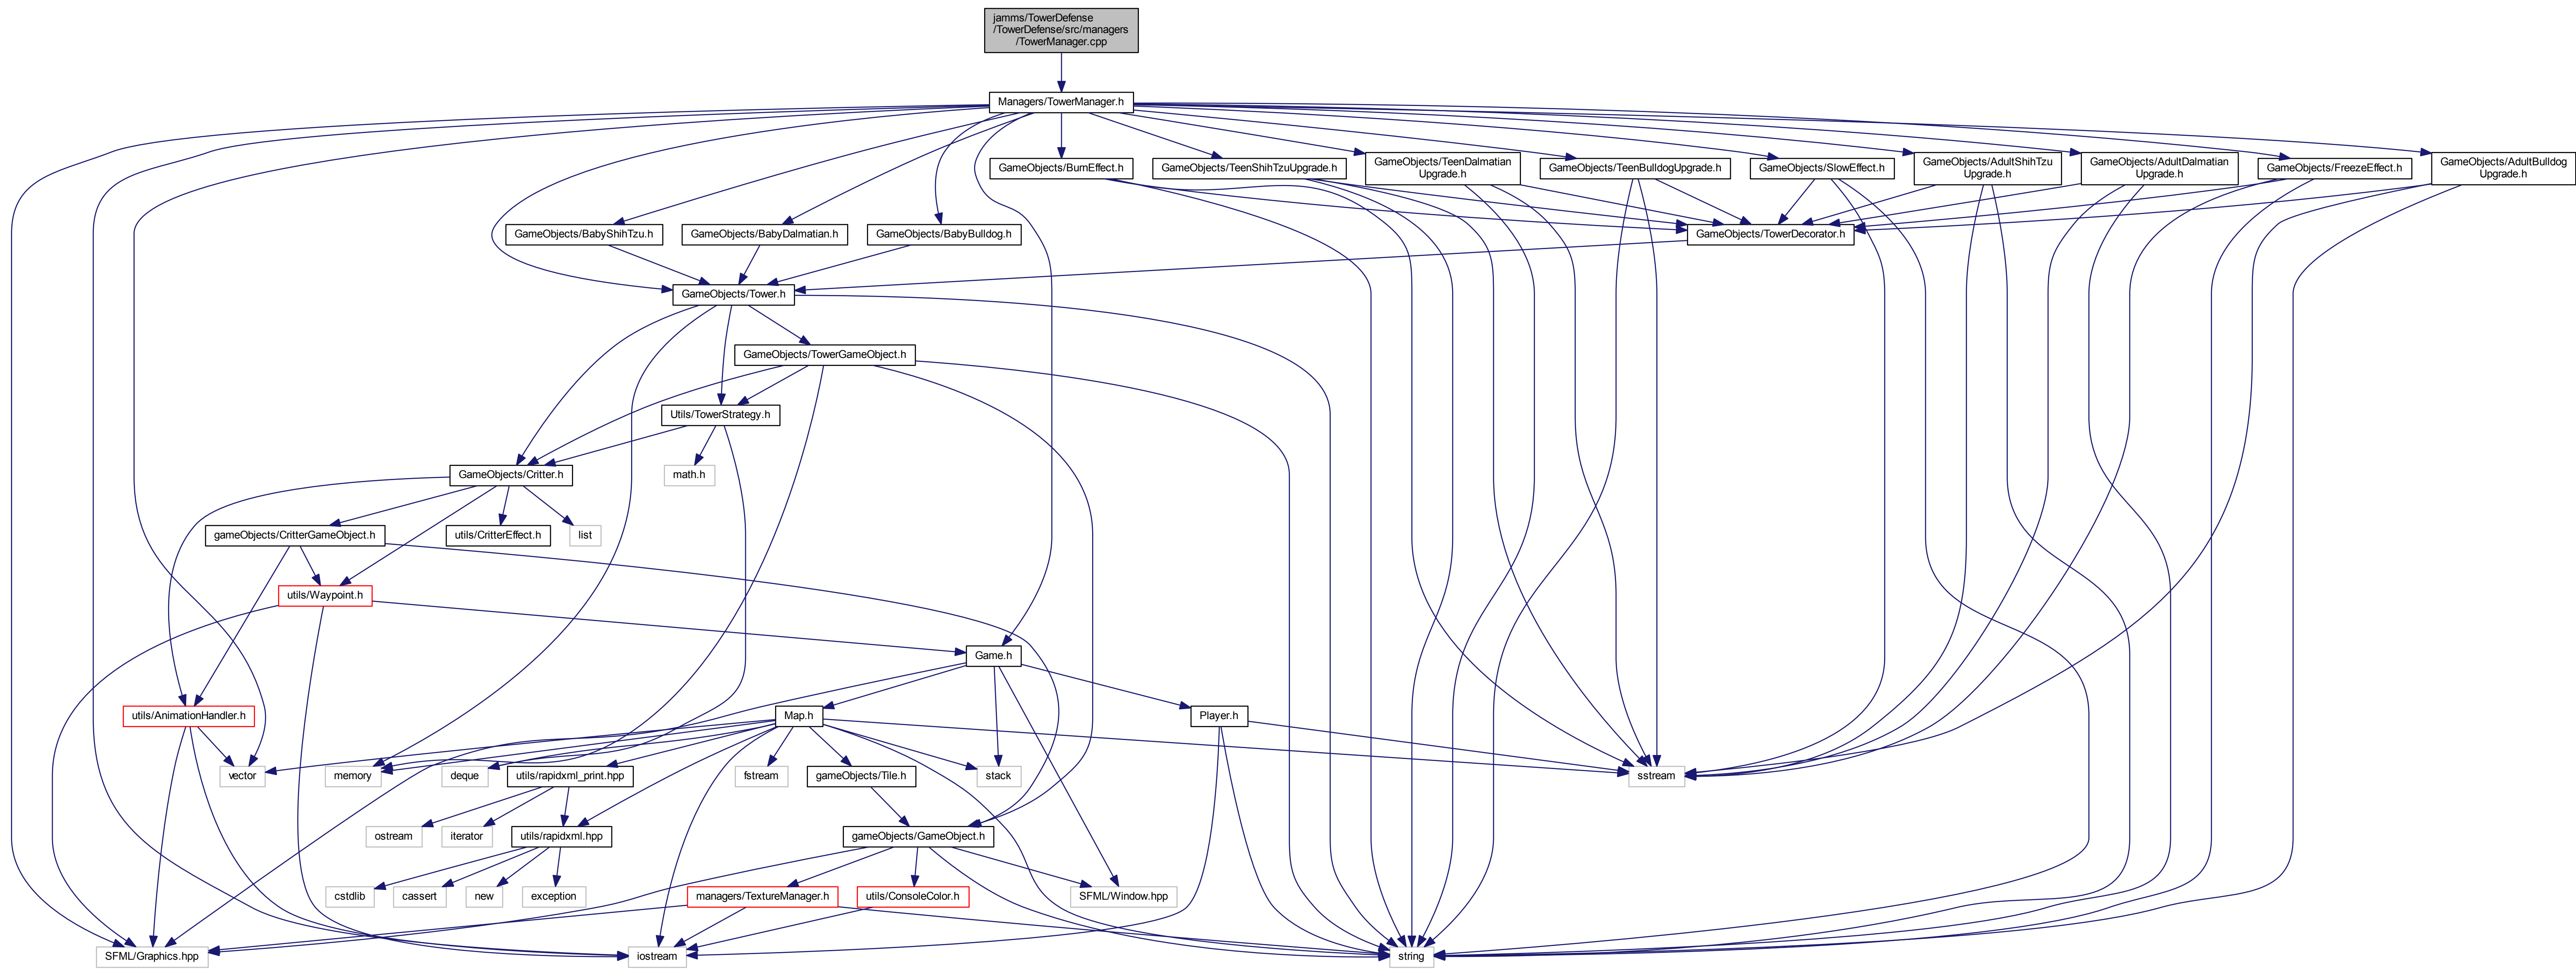 jamms/TowerDefense
/TowerDefense/src/managers
/TowerManager.cpp
Managers/TowerManager.h
GameObjects/BurnEffect.h
GameObjects/TeenShihTzuUpgrade.h
GameObjects/TeenDalmatian
Upgrade.h
GameObjects/TeenBulldogUpgrade.h
GameObjects/SlowEffect.h
GameObjects/AdultShihTzu
Upgrade.h
GameObjects/AdultDalmatian
Upgrade.h
GameObjects/FreezeEffect.h
GameObjects/AdultBulldog
Upgrade.h
GameObjects/BabyShihTzu.h
GameObjects/BabyDalmatian.h
GameObjects/BabyBulldog.h
GameObjects/TowerDecorator.h
GameObjects/Tower.h
GameObjects/TowerGameObject.h
Utils/TowerStrategy.h
GameObjects/Critter.h
math.h
gameObjects/CritterGameObject.h
utils/CritterEffect.h
list
utils/Waypoint.h
Game.h
utils/AnimationHandler.h
Map.h
Player.h
vector
memory
deque
utils/rapidxml_print.hpp
fstream
gameObjects/Tile.h
stack
sstream
ostream
iterator
utils/rapidxml.hpp
gameObjects/GameObject.h
cstdlib
cassert
new
exception
managers/TextureManager.h
utils/ConsoleColor.h
SFML/Window.hpp
SFML/Graphics.hpp
iostream
string